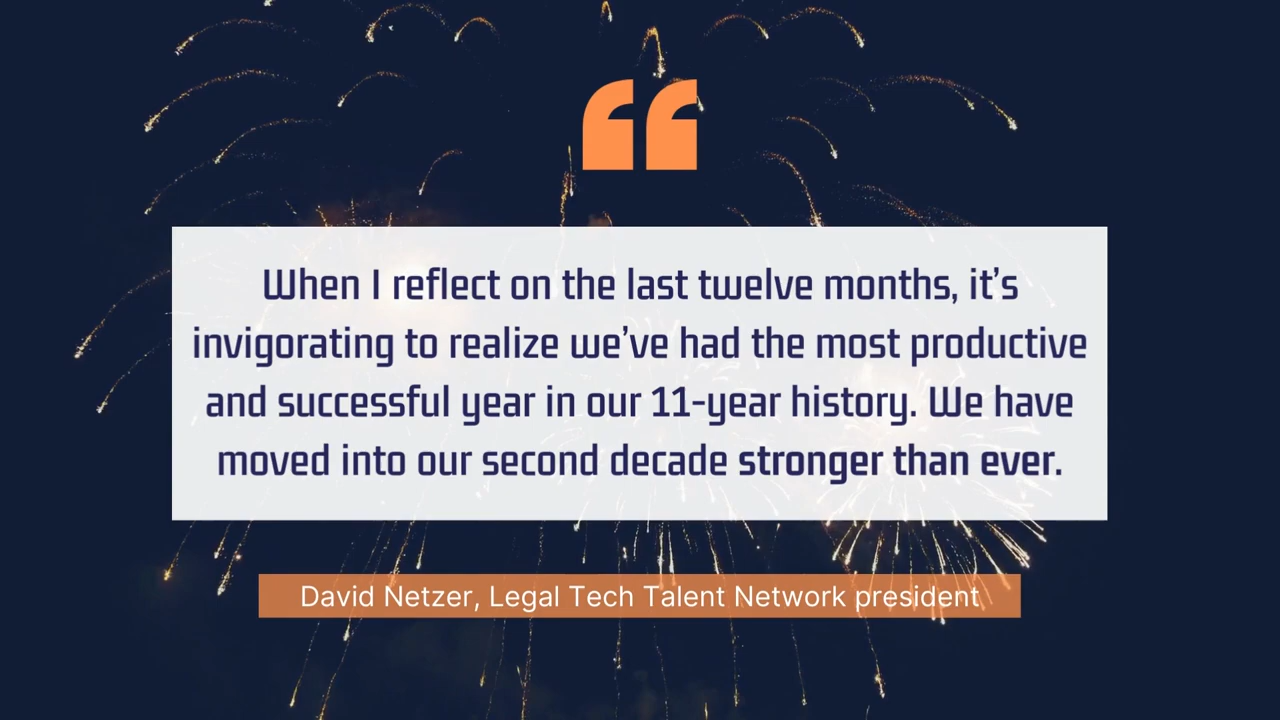 “
When I reflect on the last twelve months, it’s
invigorating to realize we’ve had the most productive
and successful year in our 11-year history. We have
moved into our second decade stronger than ever.
David Netzer, Legal Tech Talent Network president